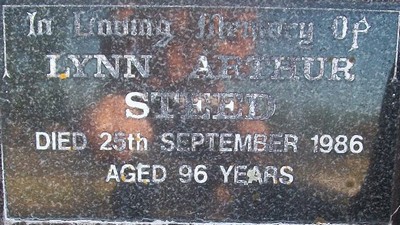 In Loving Memory Of
LYNN ARTHUR
STEED
DIED 25th SEPTEMBER 1986
AGED 96 YEARS